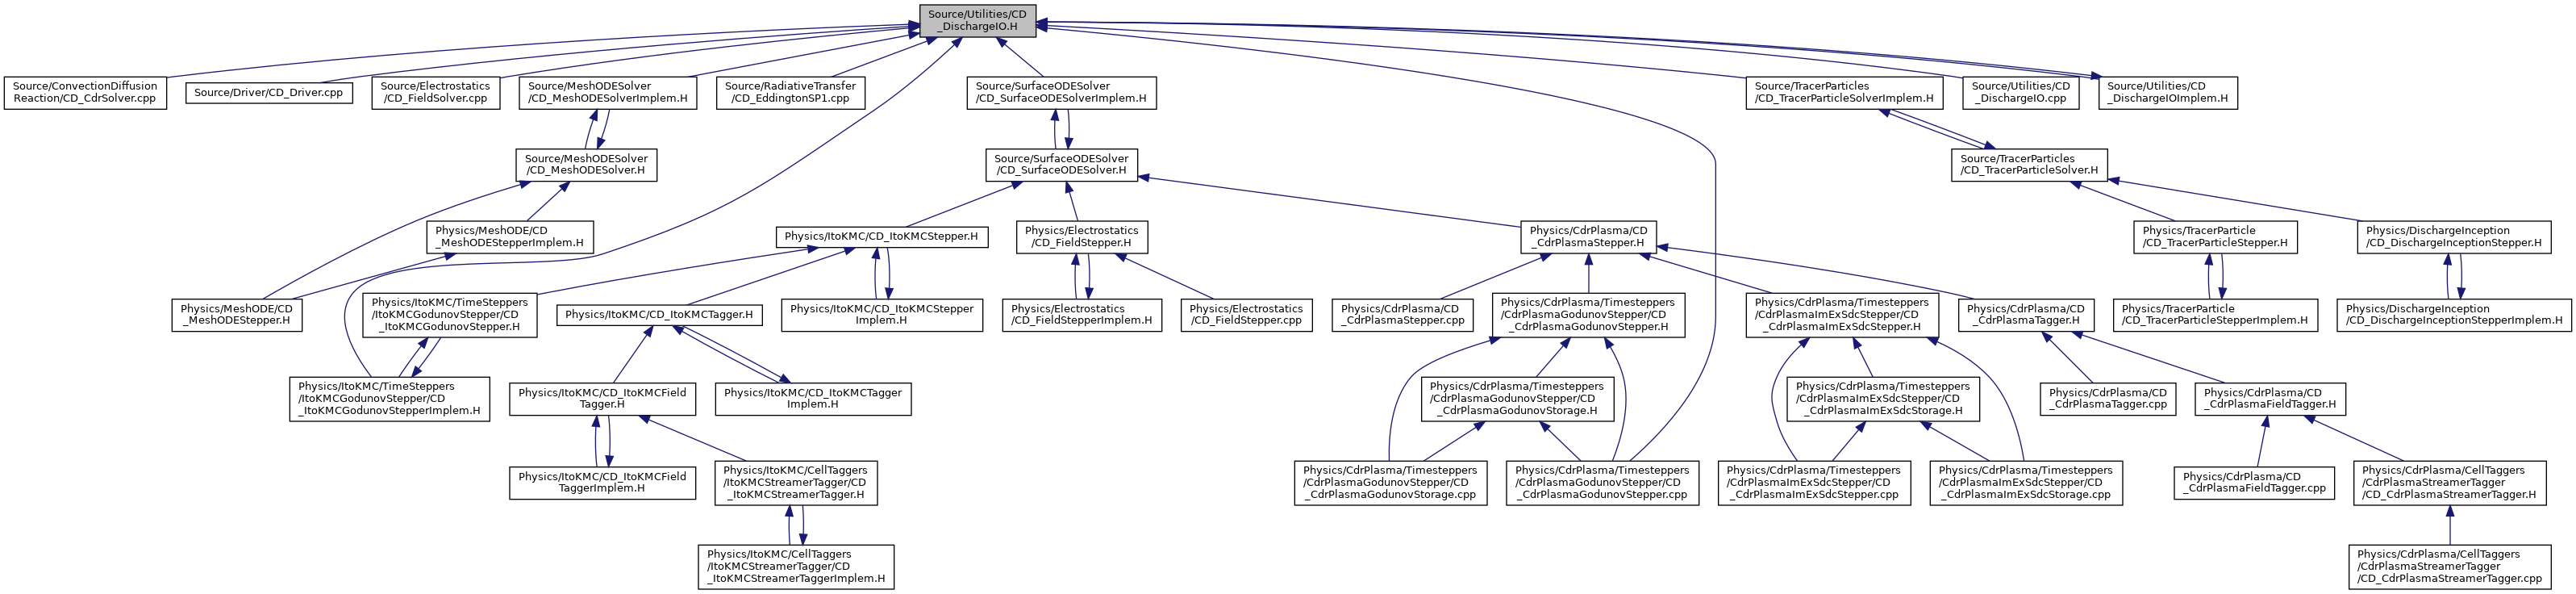 Source/Utilities/CD
_DischargeIO.H
Source/ConvectionDiffusion
Reaction/CD_CdrSolver.cpp
Source/Driver/CD_Driver.cpp
Source/Electrostatics
/CD_FieldSolver.cpp
Source/MeshODESolver
/CD_MeshODESolverImplem.H
Source/RadiativeTransfer
/CD_EddingtonSP1.cpp
Source/SurfaceODESolver
/CD_SurfaceODESolverImplem.H
Source/TracerParticles
/CD_TracerParticleSolverImplem.H
Source/Utilities/CD
_DischargeIO.cpp
Source/Utilities/CD
_DischargeIOImplem.H
Source/MeshODESolver
/CD_MeshODESolver.H
Source/SurfaceODESolver
/CD_SurfaceODESolver.H
Source/TracerParticles
/CD_TracerParticleSolver.H
Physics/MeshODE/CD
_MeshODEStepperImplem.H
Physics/ItoKMC/CD_ItoKMCStepper.H
Physics/Electrostatics
/CD_FieldStepper.H
Physics/CdrPlasma/CD
_CdrPlasmaStepper.H
Physics/TracerParticle
/CD_TracerParticleStepper.H
Physics/DischargeInception
/CD_DischargeInceptionStepper.H
Physics/MeshODE/CD
_MeshODEStepper.H
Physics/ItoKMC/TimeSteppers
/ItoKMCGodunovStepper/CD
_ItoKMCGodunovStepper.H
Physics/ItoKMC/CD_ItoKMCTagger.H
Physics/ItoKMC/CD_ItoKMCStepper
Implem.H
Physics/Electrostatics
/CD_FieldStepperImplem.H
Physics/Electrostatics
/CD_FieldStepper.cpp
Physics/CdrPlasma/CD
_CdrPlasmaStepper.cpp
Physics/CdrPlasma/Timesteppers
/CdrPlasmaGodunovStepper/CD
_CdrPlasmaGodunovStepper.H
Physics/CdrPlasma/Timesteppers
/CdrPlasmaImExSdcStepper/CD
_CdrPlasmaImExSdcStepper.H
Physics/CdrPlasma/CD
_CdrPlasmaTagger.H
Physics/TracerParticle
/CD_TracerParticleStepperImplem.H
Physics/DischargeInception
/CD_DischargeInceptionStepperImplem.H
Physics/ItoKMC/TimeSteppers
/ItoKMCGodunovStepper/CD
_ItoKMCGodunovStepperImplem.H
Physics/ItoKMC/CD_ItoKMCField
Tagger.H
Physics/ItoKMC/CD_ItoKMCTagger
Implem.H
Physics/CdrPlasma/Timesteppers
/CdrPlasmaGodunovStepper/CD
_CdrPlasmaGodunovStorage.H
Physics/CdrPlasma/Timesteppers
/CdrPlasmaImExSdcStepper/CD
_CdrPlasmaImExSdcStorage.H
Physics/CdrPlasma/CD
_CdrPlasmaTagger.cpp
Physics/CdrPlasma/CD
_CdrPlasmaFieldTagger.H
Physics/ItoKMC/CD_ItoKMCField
TaggerImplem.H
Physics/ItoKMC/CellTaggers
/ItoKMCStreamerTagger/CD
_ItoKMCStreamerTagger.H
Physics/CdrPlasma/Timesteppers
/CdrPlasmaGodunovStepper/CD
_CdrPlasmaGodunovStorage.cpp
Physics/CdrPlasma/Timesteppers
/CdrPlasmaGodunovStepper/CD
_CdrPlasmaGodunovStepper.cpp
Physics/CdrPlasma/Timesteppers
/CdrPlasmaImExSdcStepper/CD
_CdrPlasmaImExSdcStepper.cpp
Physics/CdrPlasma/Timesteppers
/CdrPlasmaImExSdcStepper/CD
_CdrPlasmaImExSdcStorage.cpp
Physics/CdrPlasma/CD
_CdrPlasmaFieldTagger.cpp
Physics/CdrPlasma/CellTaggers
/CdrPlasmaStreamerTagger
/CD_CdrPlasmaStreamerTagger.H
Physics/ItoKMC/CellTaggers
/ItoKMCStreamerTagger/CD
_ItoKMCStreamerTaggerImplem.H
Physics/CdrPlasma/CellTaggers
/CdrPlasmaStreamerTagger
/CD_CdrPlasmaStreamerTagger.cpp